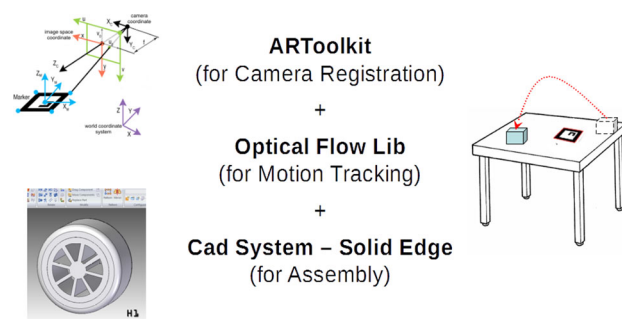 camera
coordinate
image space
coordinate
Marker
world coordinate
system
ARToolkit
(for Camera Registration)
+
Optical Flow Lib
(for Motion Tracking)
+
Cad System – Solid Edge
(for Assembly)
H1